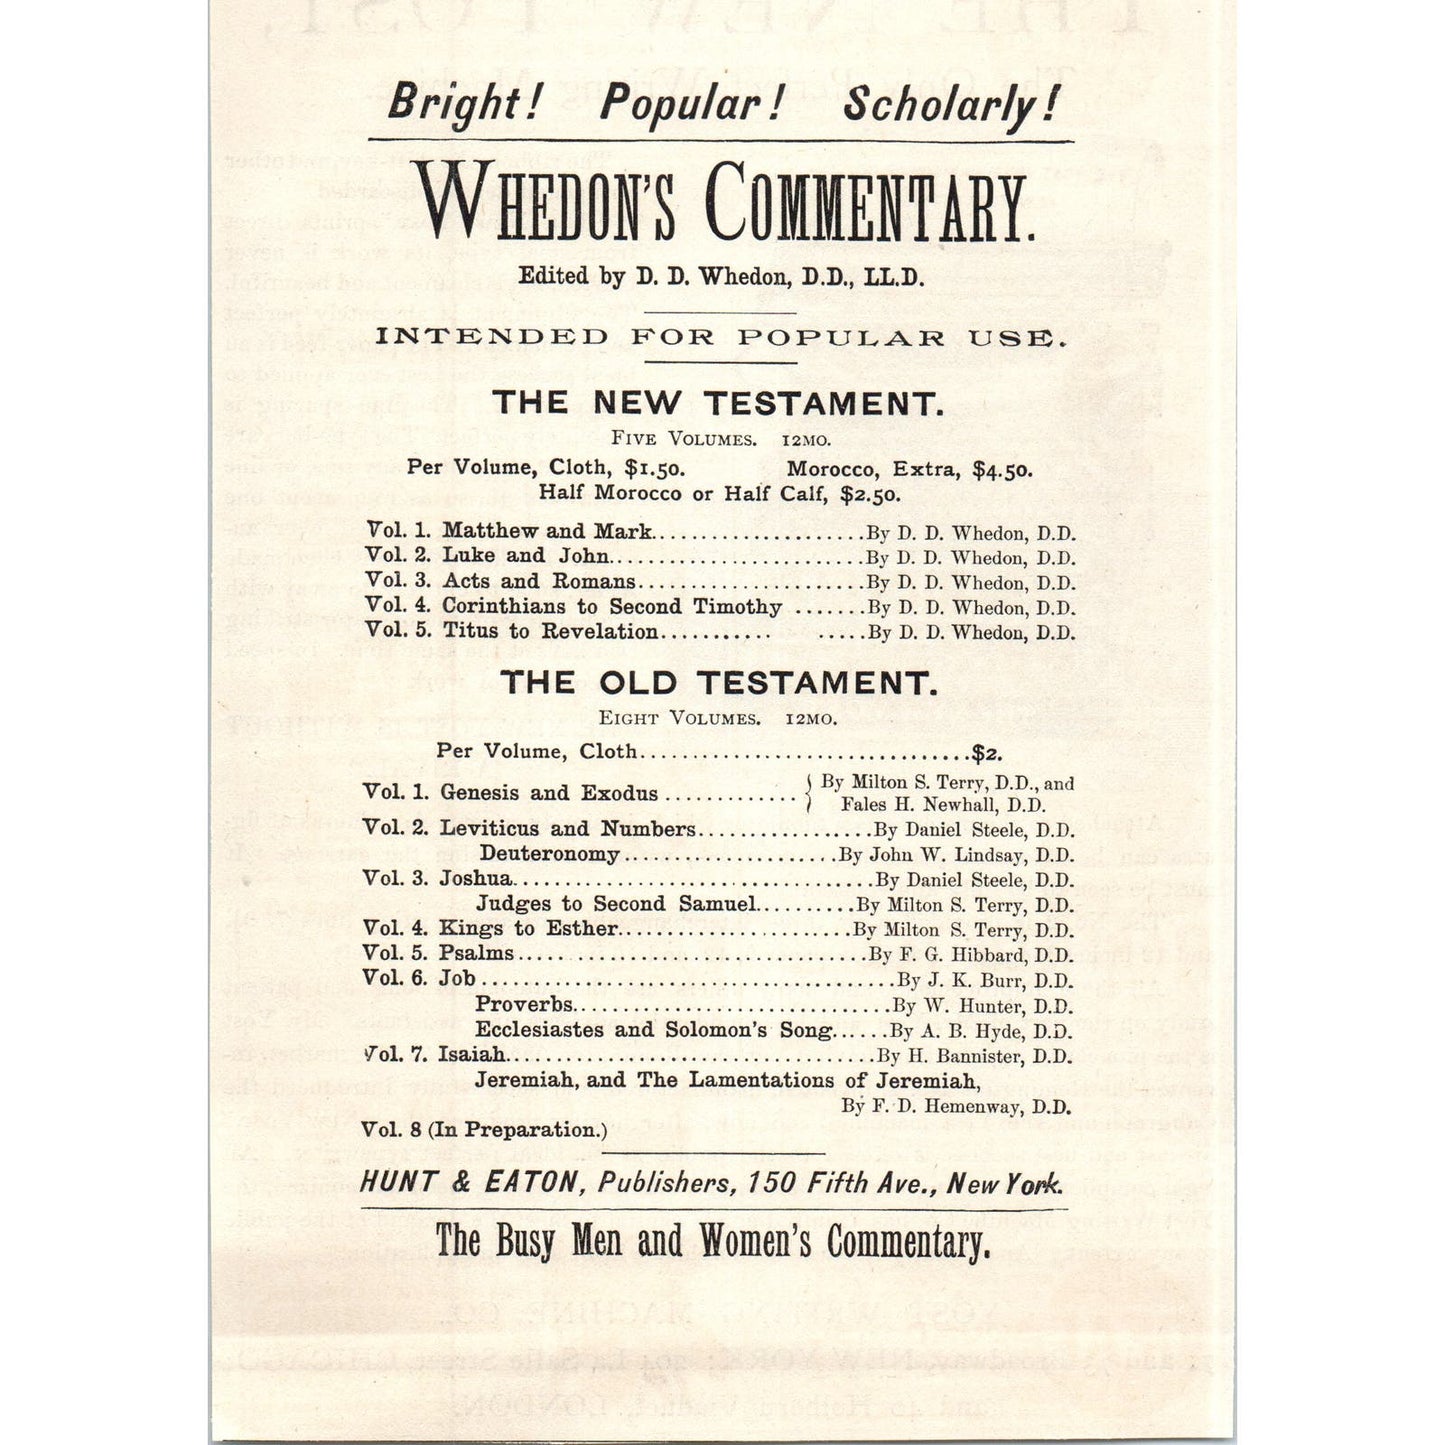 Bright! Popular! Scholarly!
WHEDON'S COMMENTARY.
Edited by D. D. Whedon, D.D., LL.D.
INTENDED FOR POPULAR USE.
THE NEW TESTAMENT.
FIVE VOLUMES. 12MO.
Per Volume, Cloth, $1.50. Morocco, Extra, $4.50.
Half Morocco or Half Calf, $2.50.
Vol. 1. Matthew and Mark....................By D. D. Whedon, D.D.
Vol. 2. Luke and John........................By D. D. Whedon, D.D.
Vol. 3. Acts and Romans.....................By D. D. Whedon, D.D.
Vol. 4. Corinthians to Second Timothy .......By D. D. Whedon, D.D.
Vol. 5. Titus to Revelation........... .....By D. D. Whedon, D.D.
THE OLD TESTAMENT.
EIGHT VOLUMES. 12MO.
Per Volume, Cloth................................$2.
Vol. 1. Genesis and Exodus ............. { By Milton S. Terry, D.D., and
Fales H. Newhall, D.D.
Vol. 2. Leviticus and Numbers.................By Daniel Steele, D.D.
Deuteronomy.....................By John W. Lindsay, D.D.
Vol. 3. Joshua...................................By Daniel Steele, D.D.
Judges to Second Samuel..........By Milton S. Terry, D.D.
Vol. 4. Kings to Esther......................By Milton S. Terry, D.D.
Vol. 5. Psalms..................................By F. G. Hibbard, D.D.
Vol. 6. Job........................................By J. K. Burr, D.D.
Proverbs..............................By W. Hunter, D.D.
Ecclesiastes and Solomon's Song......By A. B. Hyde, D.D.
Vol. 7. Isaiah...................................By H. Bannister, D.D.
Jeremiah, and The Lamentations of Jeremiah,
By F. D. Hemenway, D.D.
Vol. 8 (In Preparation.)
HUNT & EATON, Publishers, 150 Fifth Ave., New York.
The Busy Men and Women's Commentary.